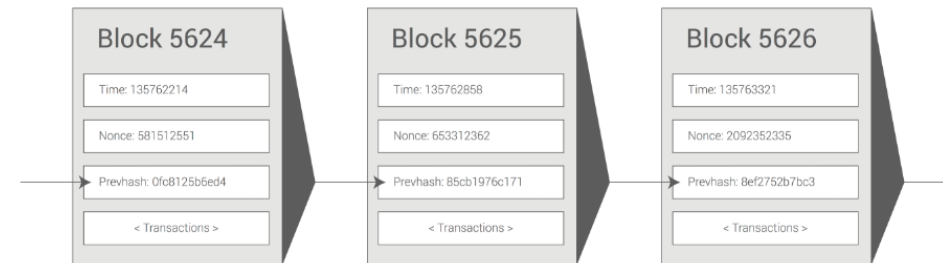 Block 5624
Time: 135762214
Nonce: 581512551
Prevhash: 0fc8125b6ed4
< Transactions >
Block 5625
Time: 135762858
Nonce: 653312362
Prevhash: 85cb1976c171
< Transactions >
Block 5626
Time: 135763321
Nonce: 2092352335
Prevhash: 8ef2752b7bc3
< Transactions >